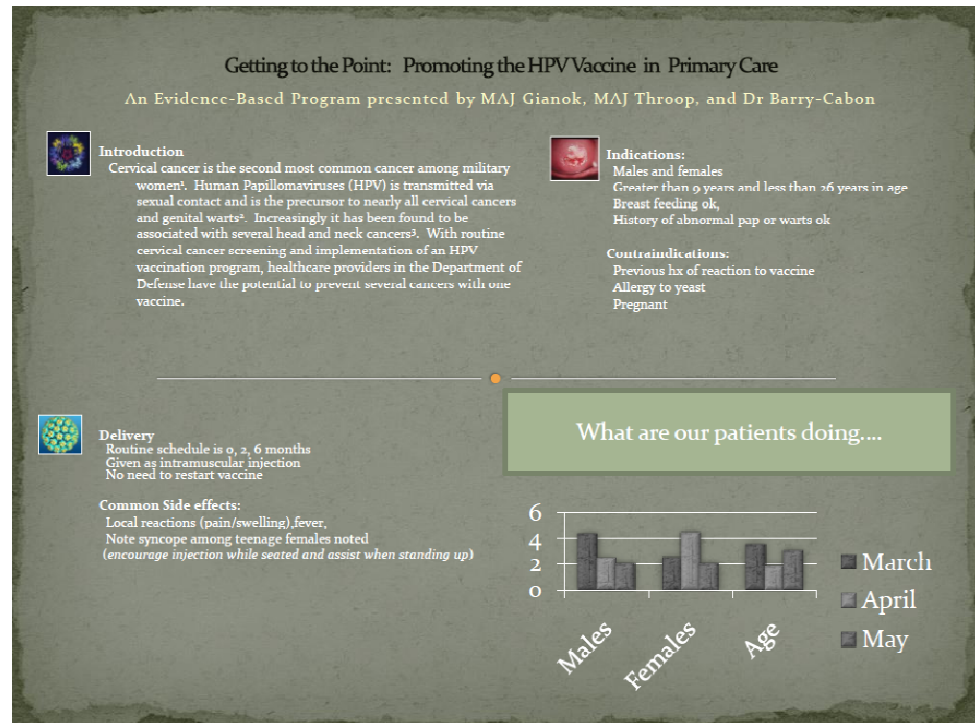 Getting to the Point: Promoting the HPV Vaccine in Primary Care
An Evidence-Based Program presented by MAJ Gianok, MAJ Throop, and Dr Barry-Cabon
Introduction
Cervical cancer is the second most common cancer among military
women¹. Human Papillomaviruses (HPV) is transmitted via
sexual contact and is the precursor to nearly all cervical cancers
and genital warts². Increasingly it has been found to be
associated with several head and neck cancers³. With routine
cervical cancer screening and implementation of an HPV
vaccination program, healthcare providers in the Department of
Defense have the potential to prevent several cancers with one
vaccine.
Indications:
Males and females
Greater than 9 years and less than 26 years in age
Breast feeding ok,
History of abnormal pap or warts ok
Contraindications:
Previous hx of reaction to vaccine
Allergy to yeast
Pregnant
Delivery
Routine schedule is 0, 2, 6 months
Given as intramuscular injection
No need to restart vaccine
Common Side effects:
Local reactions (pain/swelling),fever,
Note syncope among teenage females noted
(encourage injection while seated and assist when standing up)
What are our patients doing....
6
4
2
0
Males
Females
Age
March
April
May